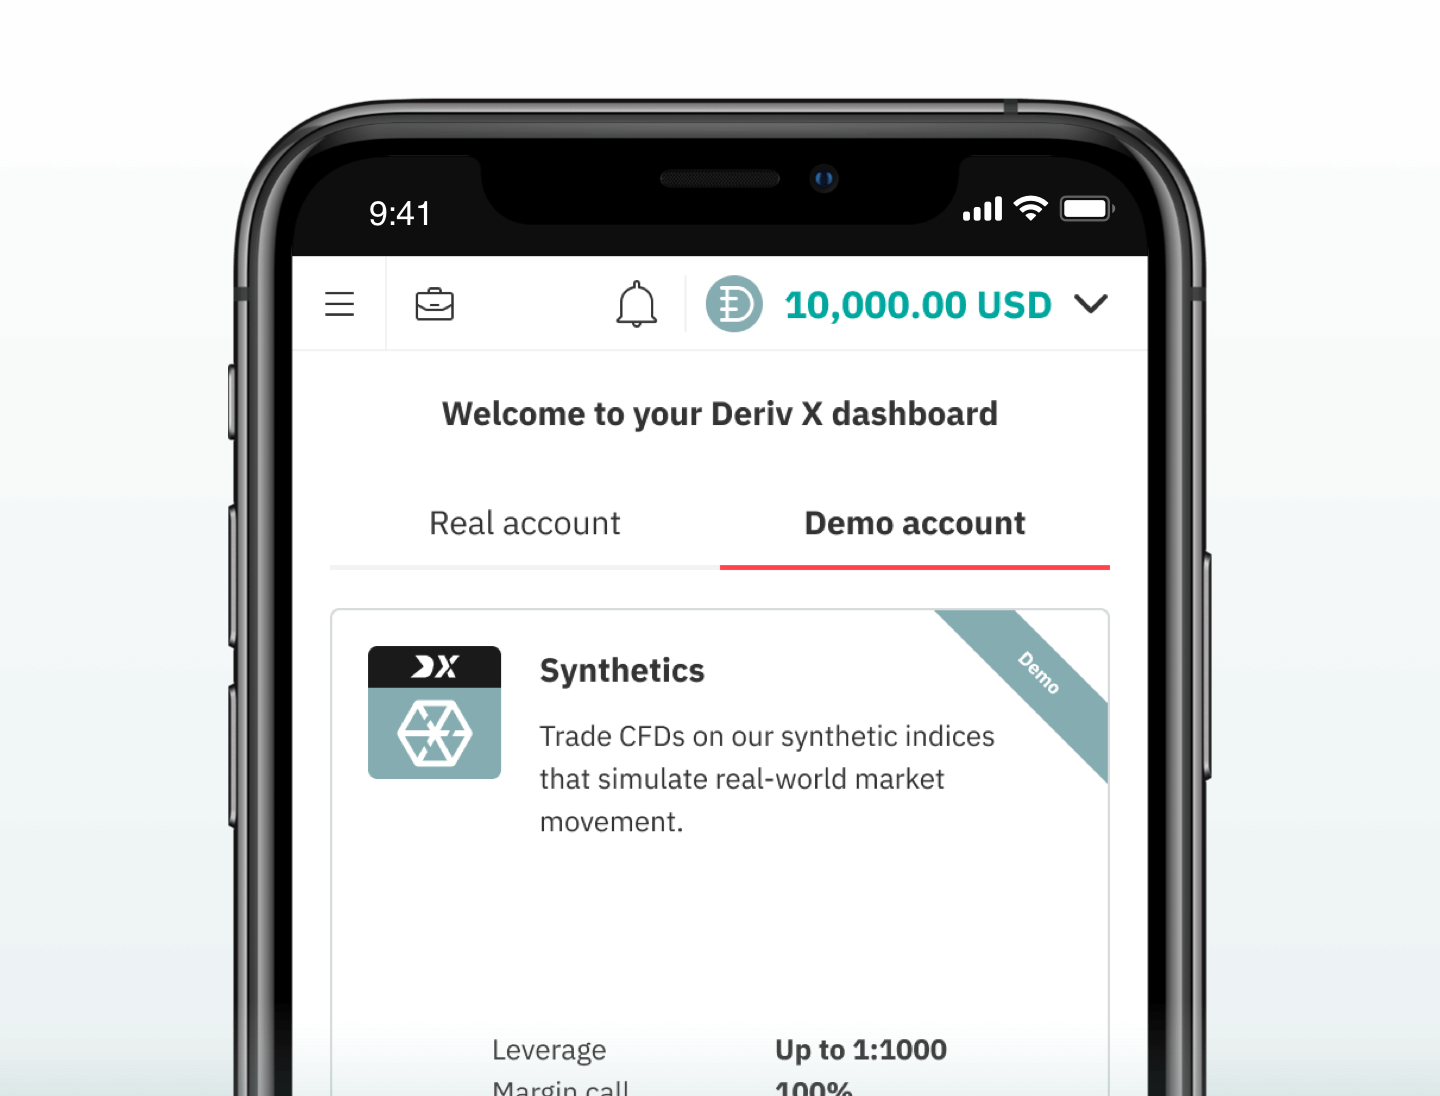 9:41
10,000.00 USD
Welcome to your Deriv X dashboard
Real account
Demo account
DX
Synthetics
Demo
Trade CFDs on our synthetic indices
that simulate real-world market
movement.
Leverage
Up to 1:1000
Margin call
100%